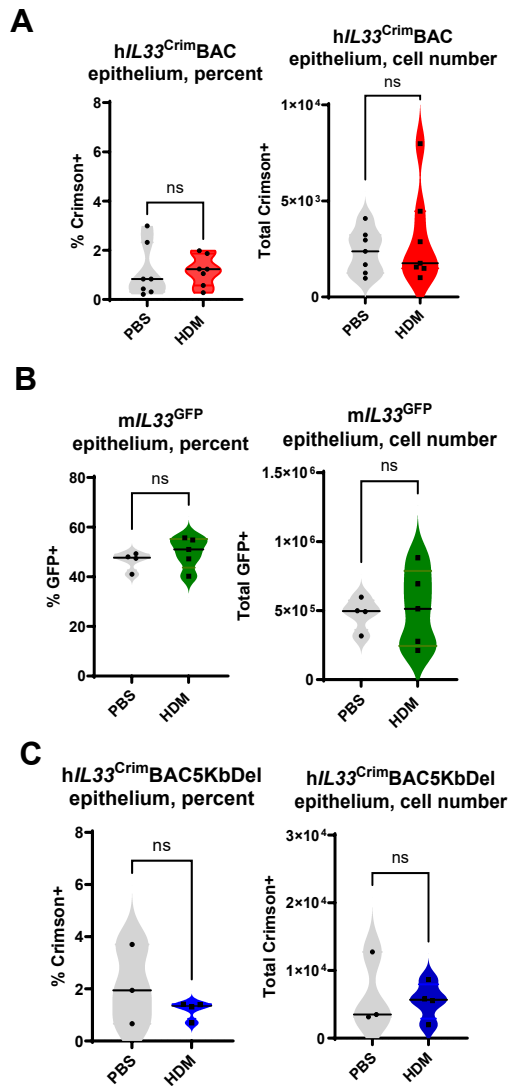 A
hIL33CrimBAC
epithelium, percent
% Crimson+
8
6
4
2
0
ns
PBS
HDM
hIL33CrimBAC
epithelium, cell number
Total Crimson+
1×10⁴
5×10³
0
ns
PBS
HDM
B
mIL33GFP
epithelium, percent
% GFP+
80
60
40
20
0
ns
PBS
HDM
mIL33GFP
epithelium, cell number
Total GFP+
1.5×10⁶
1×10⁶
5×10⁵
0
ns
PBS
HDM
C
hIL33CrimBAC5KbDel
epithelium, percent
% Crimson+
8
6
4
2
0
ns
PBS
HDM
hIL33CrimBAC5KbDel
epithelium, cell number
Total Crimson+
3×10⁴
2×10⁴
1×10⁴
0
ns
PBS
HDM